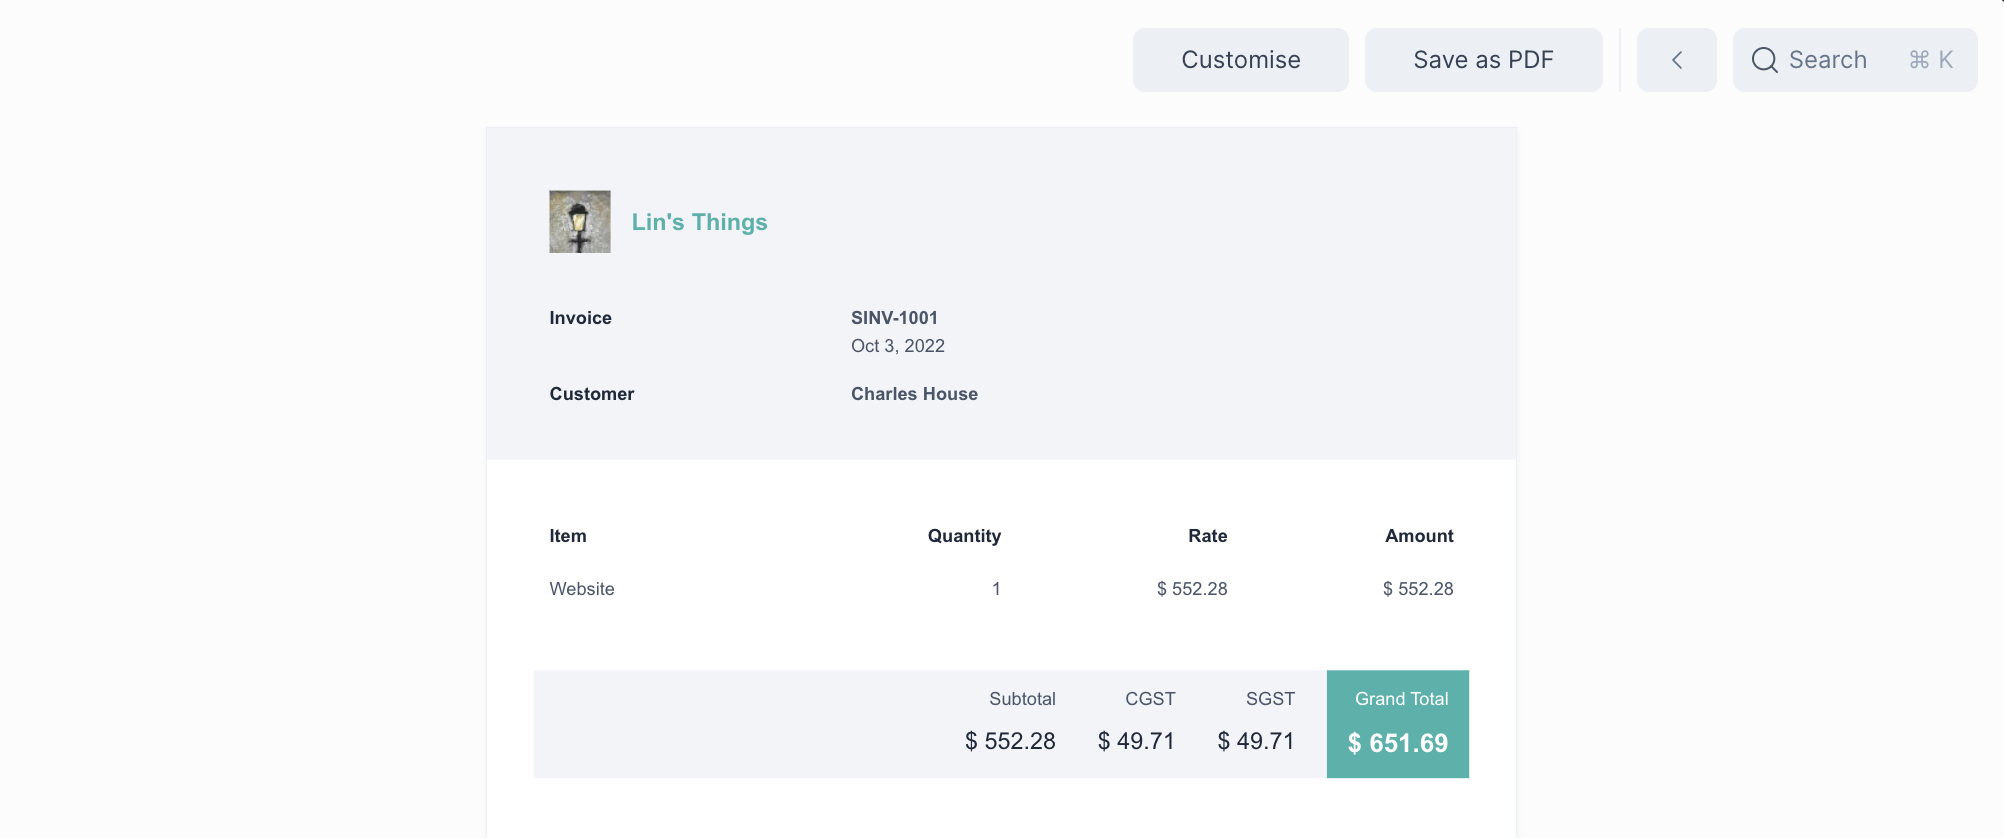 Customise Save as PDF Search ⌘ K
Lin's Things
Invoice SINV-1001
Oct 3, 2022
Customer Charles House
Item Quantity Rate Amount
Website 1 $ 552.28 $ 552.28
Subtotal CGST SGST Grand Total
$ 552.28 $ 49.71 $ 49.71 $ 651.69